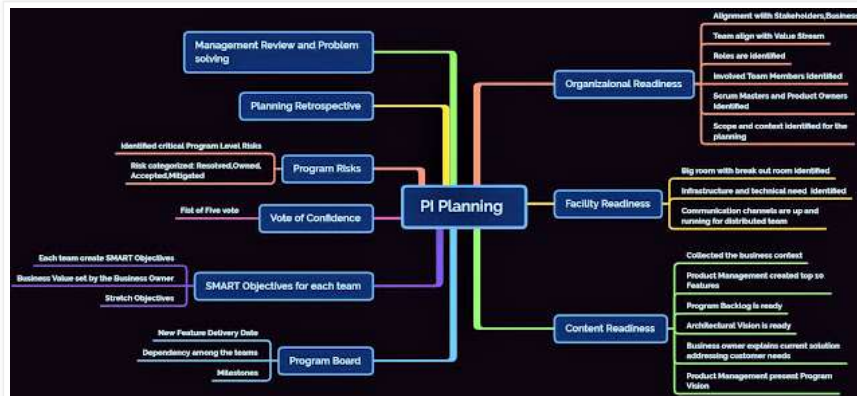 Management Review and Problem
solving
Planning Retrospective
Identified critical Program Level Risks
Risk categorized: Resolved,Owned,
Accepted,Mitigated
Program Risks
Fist of Five vote
Vote of Confidence
Each team create SMART Objectives
Business Value set by the Business Owner
Stretch Objectives
SMART Objectives for each team
New Feature Delivery Date
Dependency among the teams
Milestones
Program Board
PI Planning
Organizaional Readiness
Alignment with Stakeholders,Business
Team align with Value Stream
Roles are identified
Involved Team Members Identified
Scrum Masters and Product Owners
Identified
Scope and context identified for the
planning
Facility Readiness
Big room with break out room identified
Infrastructure and technical need identified
Communication channels are up and
running for distributed team
Content Readiness
Collected the business context
Product Management created top 10
Features
Program Backlog is ready
Architectural Vision is ready
Business owner explains current solution
addressing customer needs
Product Management present Program
Vision